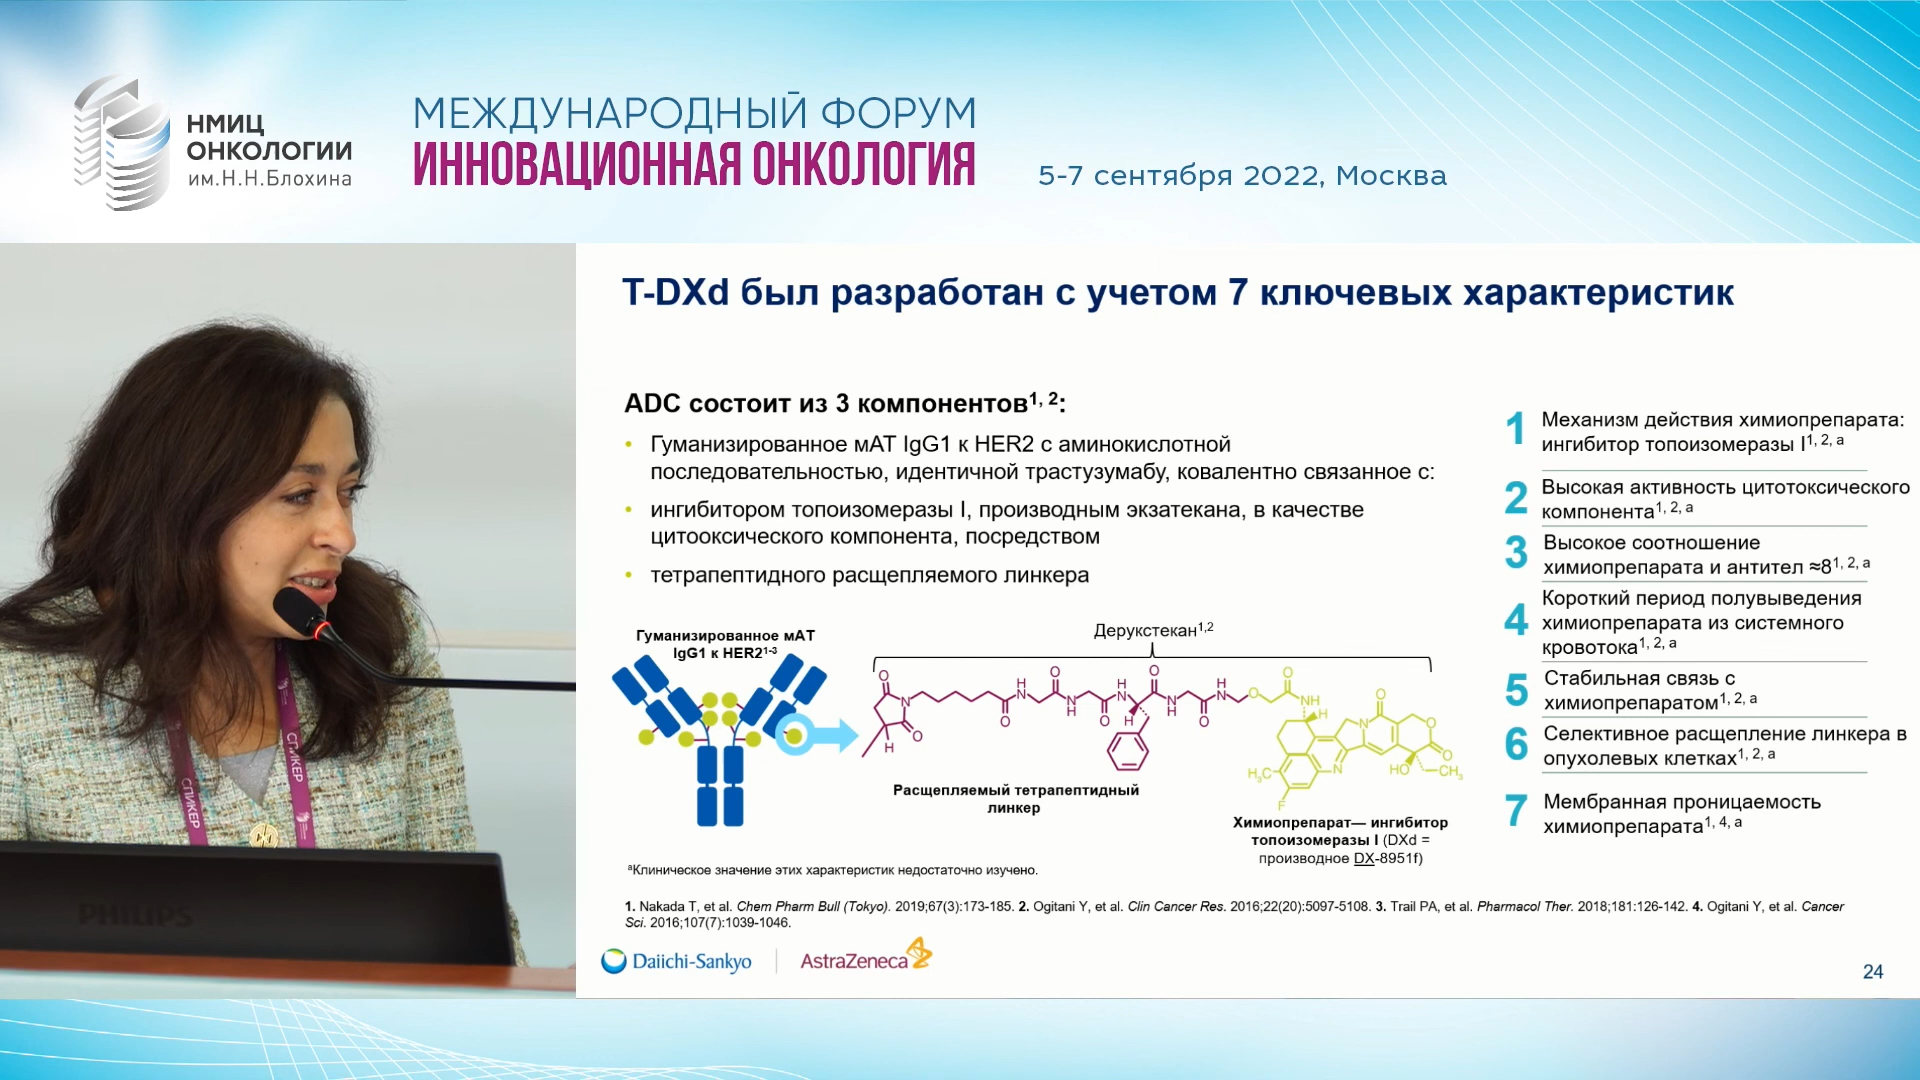 НМИЦ
ОНКОЛОГИИ
им.Н.Н.Блохина
МЕЖДУНАРОДНЫЙ ФОРУМ
ИННОВАЦИОННАЯ ОНКОЛОГИЯ
5-7 сентября 2022, Москва
T-DXd был разработан с учетом 7 ключевых характеристик
ADC состоит из 3 компонентов1, 2:
• Гуманизированное мАТ IgG1 к HER2 с аминокислотной
последовательностью, идентичной трастузумабу, ковалентно связанное с:
• ингибитором топоизомеразы I, производным экзатекана, в качестве
цитооксического компонента, посредством
• тетрапептидного расщепляемого линкера
Гуманизированное мАТ
IgG1 к HER21-3
Дерукстекан1,2
Расщепляемый тетрапептидный
линкер
Химиопрепарат— ингибитор
топоизомеразы I (DXd =
производное DX-8951f)
O
N
O
H
H
N
O
O
N
H
O
H
N
H
O
N
H
O
H
N
O
O
NH
H
H3C
F
N
N
O
O
O
HO
CH3
1 Механизм действия химиопрепарата:
ингибитор топоизомеразы I1, 2, a
2 Высокая активность цитотоксического
компонента1, 2, a
3 Высокое соотношение
химиопрепарата и антител ≈81, 2, a
4 Короткий период полувыведения
химиопрепарата из системного
кровотока1, 2, a
5 Стабильная связь с
химиопрепаратом1, 2, a
6 Селективное расщепление линкера в
опухолевых клетках1, 2, a
7 Мембранная проницаемость
химиопрепарата1, 4, a
aКлиническое значение этих характеристик недостаточно изучено.
1. Nakada T, et al. Chem Pharm Bull (Tokyo). 2019;67(3):173-185. 2. Ogitani Y, et al. Clin Cancer Res. 2016;22(20):5097-5108. 3. Trail PA, et al. Pharmacol Ther. 2018;181:126-142. 4. Ogitani Y, et al. Cancer
Sci. 2016;107(7):1039-1046.
Daiichi-Sankyo
AstraZeneca
24
СПИКЕР
СПИКЕР
PHILIPS